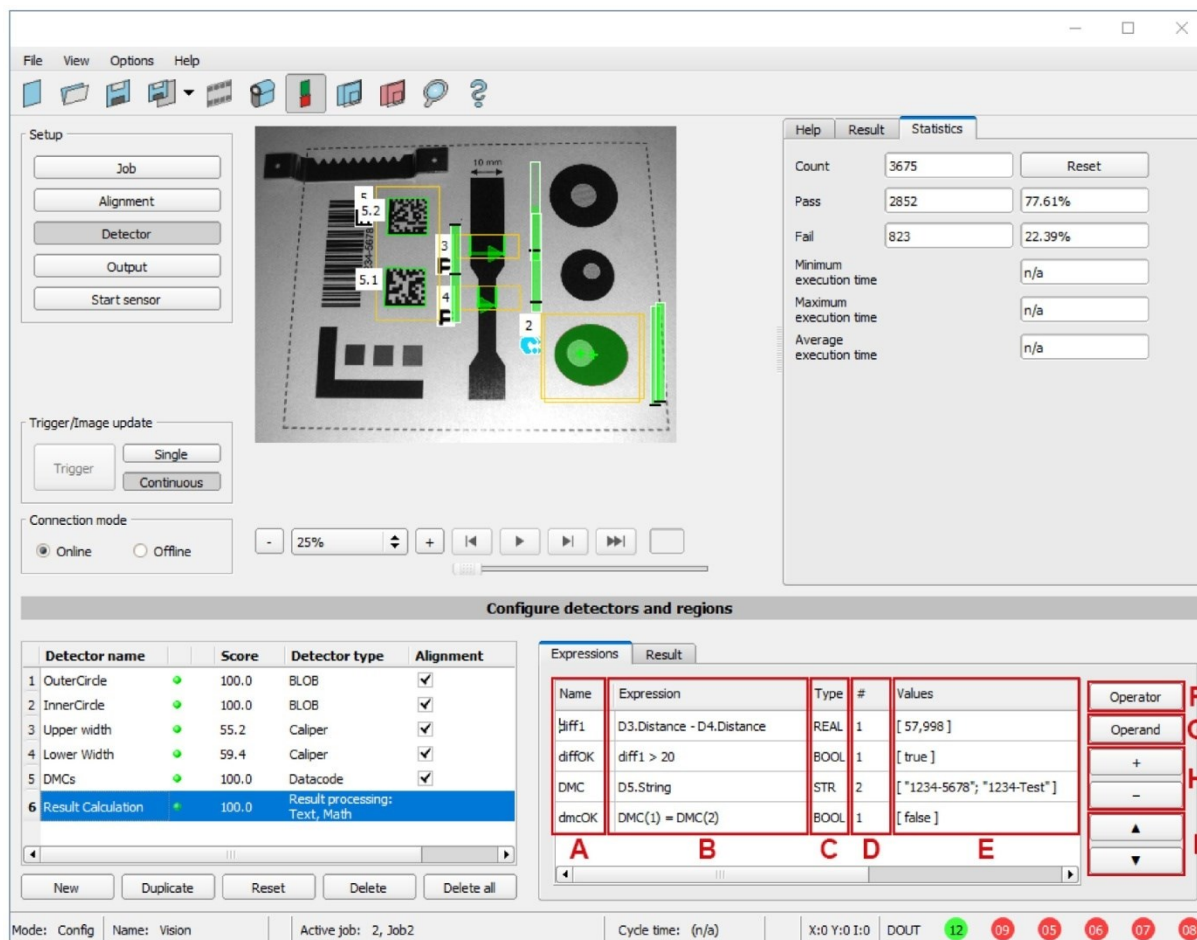 File View Options Help
Setup
Job
Alignment
Detector
Output
Start sensor
Trigger/Image update
Trigger
Single
Continuous
Connection mode
Online Offline
10 mm
34-5678
5
5.2
5.1
3
F
4
F
2
- 25% +
Help Result Statistics
Count 3675 Reset
Pass 2852 77.61%
Fail 823 22.39%
Minimum
execution time n/a
Maximum
execution time n/a
Average
execution time n/a
Configure detectors and regions
Detector name Score Detector type Alignment
1 OuterCircle 100.0 BLOB
2 InnerCircle 100.0 BLOB
3 Upper width 55.2 Caliper
4 Lower Width 59.4 Caliper
5 DMCs 100.0 Datacode
6 Result Calculation 100.0 Result processing:
Text, Math
New Duplicate Reset Delete Delete all
Expressions Result
Name Expression Type # Values
diff1 D3.Distance - D4.Distance REAL 1 [ 57,998 ]
diffOK diff1 > 20 BOOL 1 [ true ]
DMC D5.String STR 2 [ "1234-5678"; "1234-Test" ]
dmcOK DMC(1) = DMC(2) BOOL 1 [ false ]
A B C D E
Operator
Operand
+
-
Mode: Config Name: Vision Active job: 2, Job2 Cycle time: (n/a) X:0 Y:0 I:0 DOUT 12 09 05 06 07 08